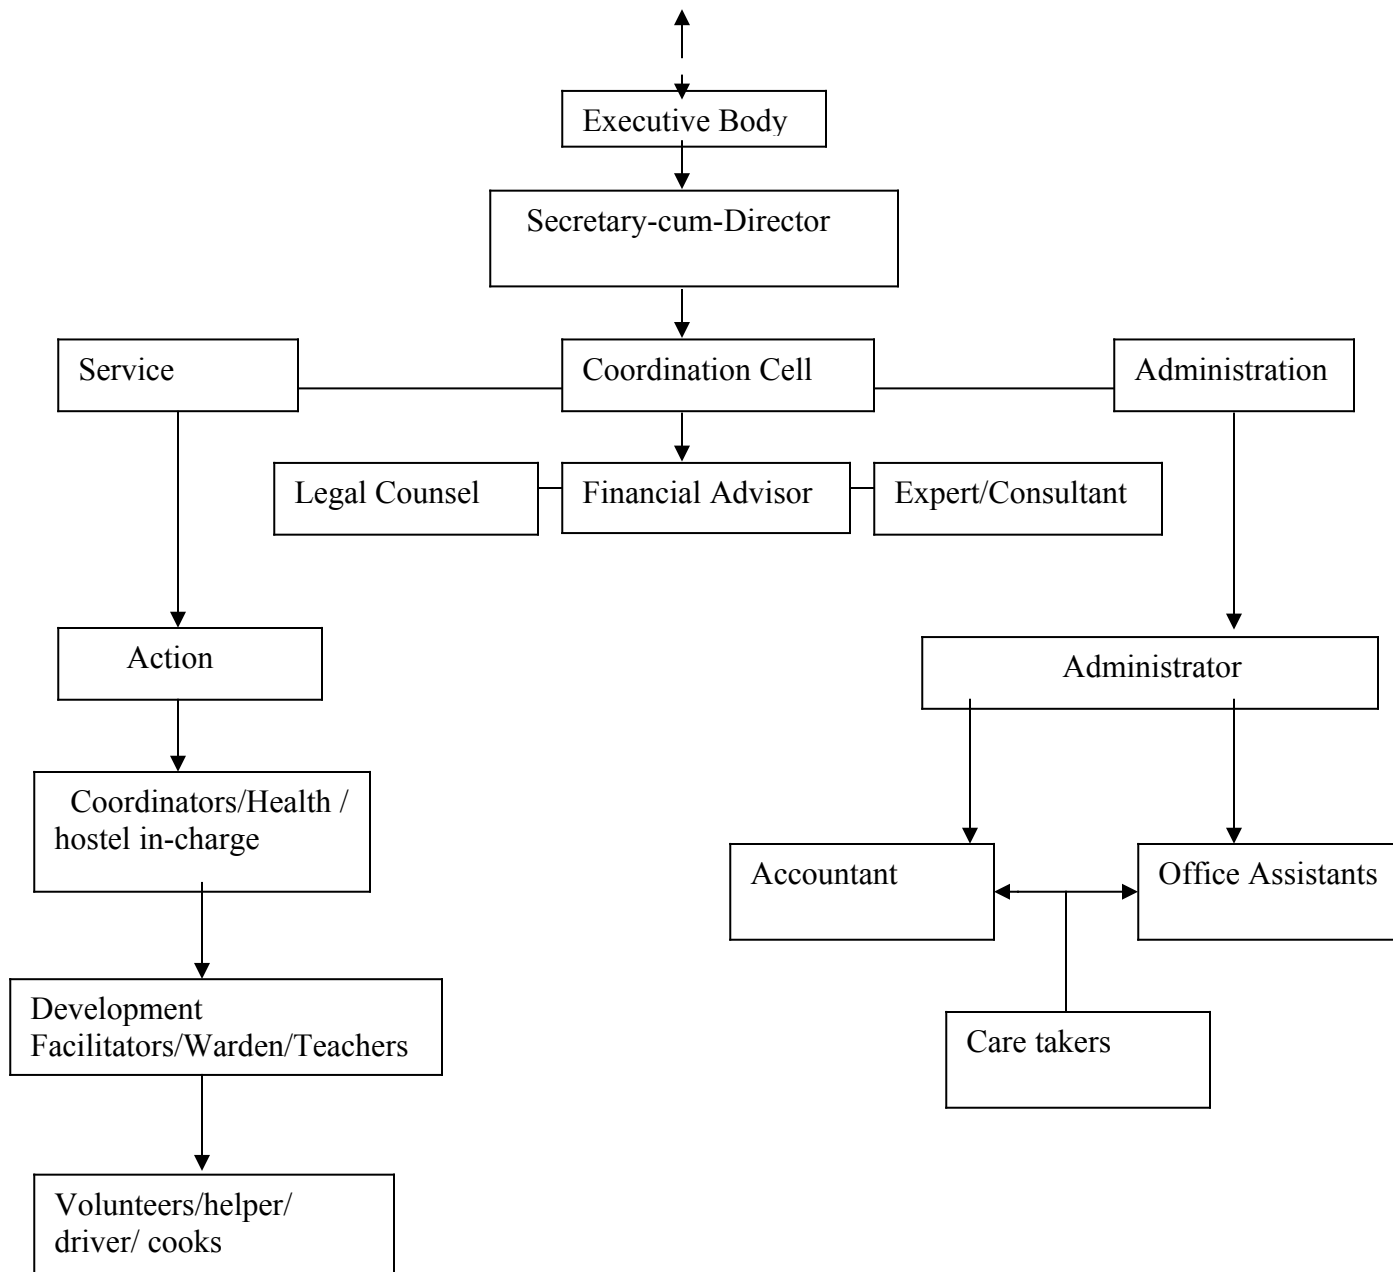 Executive Body
Secretary-cum-Director
Service
Coordination Cell
Administration
Legal Counsel
Financial Advisor
Expert/Consultant
Action
Administrator
Coordinators/Health /
hostel in-charge
Accountant
Office Assistants
Development
Facilitators/Warden/Teachers
Care takers
Volunteers/helper/
driver/ cooks